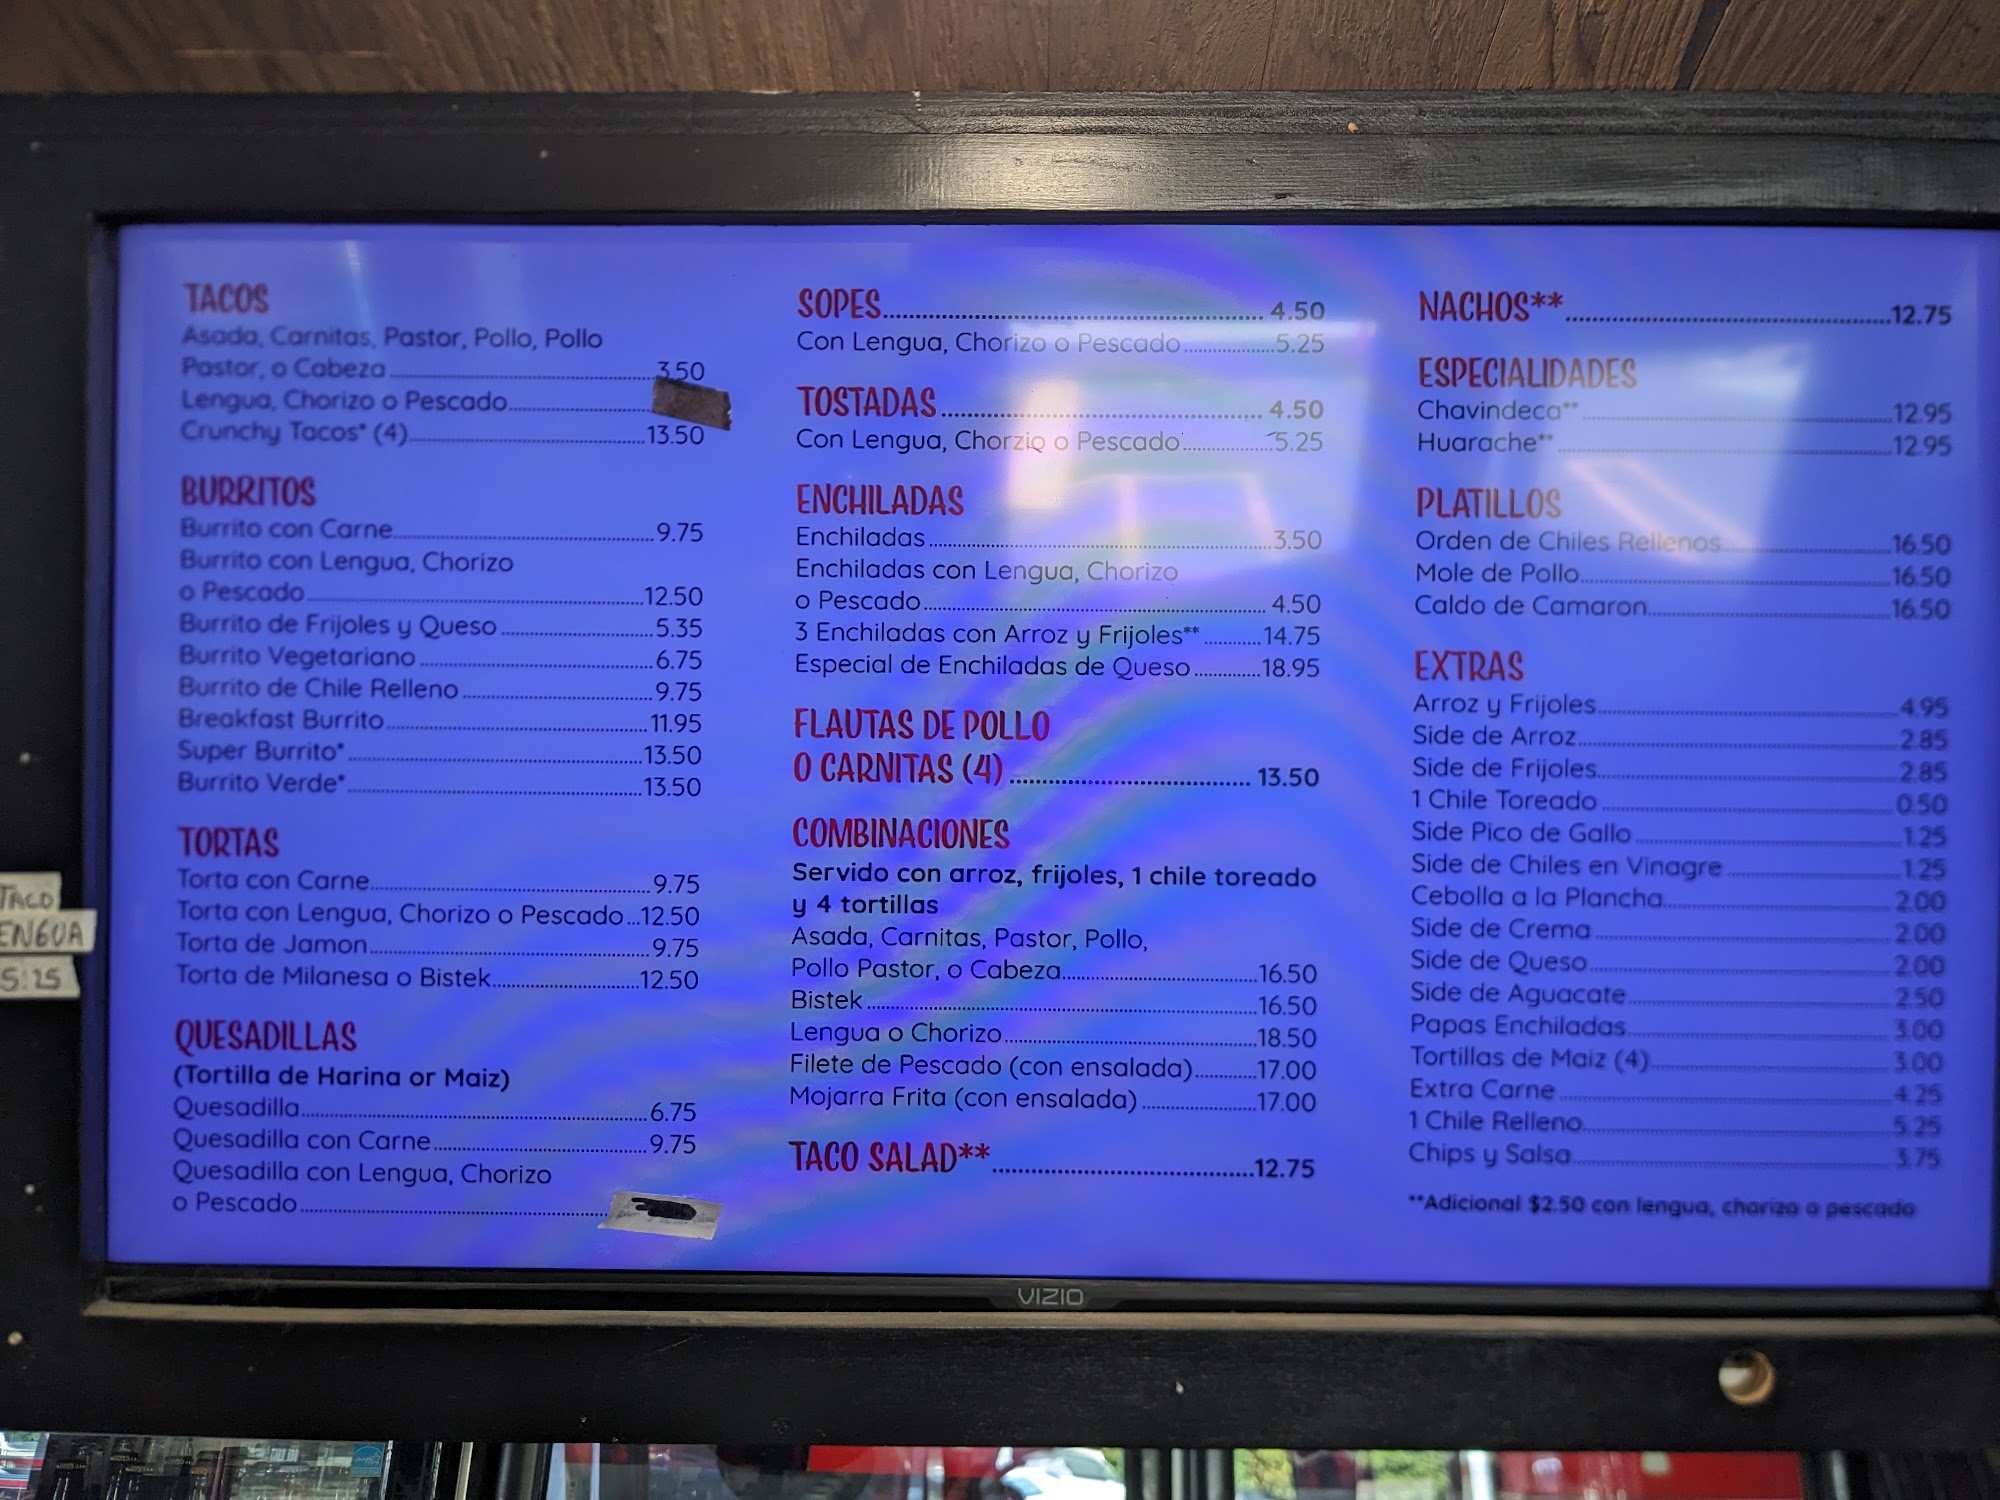 TACOS
Asada, Carnitas, Pastor, Pollo, Pollo
Pastor, o Cabeza 3.50
Lengua, Chorizo o Pescado
Crunchy Tacos* (4) 13.50
BURRITOS
Burrito con Carne 9.75
Burrito con Lengua, Chorizo
o Pescado 12.50
Burrito de Frijoles y Queso 5.35
Burrito Vegetariano 6.75
Burrito de Chile Relleno 9.75
Breakfast Burrito 11.95
Super Burrito* 13.50
Burrito Verde* 13.50
TORTAS
Torta con Carne 9.75
Torta con Lengua, Chorizo o Pescado 12.50
Torta de Jamon 9.75
Torta de Milanesa o Bistek 12.50
QUESADILLAS
(Tortilla de Harina or Maiz)
Quesadilla 6.75
Quesadilla con Carne 9.75
Quesadilla con Lengua, Chorizo
o Pescado
SOPES 4.50
Con Lengua, Chorizo o Pescado 5.25
TOSTADAS 4.50
Con Lengua, Chorzio o Pescado 5.25
ENCHILADAS
Enchiladas 3.50
Enchiladas con Lengua, Chorizo
o Pescado 4.50
3 Enchiladas con Arroz y Frijoles** 14.75
Especial de Enchiladas de Queso 18.95
FLAUTAS DE POLLO
O CARNITAS (4) 13.50
COMBINACIONES
Servido con arroz, frijoles, 1 chile toreado
y 4 tortillas
Asada, Carnitas, Pastor, Pollo,
Pollo Pastor, o Cabeza 16.50
Bistek 16.50
Lengua o Chorizo 18.50
Filete de Pescado (con ensalada) 17.00
Mojarra Frita (con ensalada) 17.00
TACO SALAD** 12.75
NACHOS** 12.75
ESPECIALIDADES
Chavindeca** 12.95
Huarache** 12.95
PLATILLOS
Orden de Chiles Rellenos 16.50
Mole de Pollo 16.50
Caldo de Camaron 16.50
EXTRAS
Arroz y Frijoles 4.95
Side de Arroz 2.85
Side de Frijoles 2.85
1 Chile Toreado 0.50
Side Pico de Gallo 1.25
Side de Chiles en Vinagre 1.25
Cebolla a la Plancha 2.00
Side de Crema 2.00
Side de Queso 2.00
Side de Aguacate 2.50
Papas Enchiladas 3.00
Tortillas de Maiz (4) 3.00
Extra Carne 4.25
1 Chile Relleno 5.25
Chips y Salsa 3.75
**Adicional $2.50 con lengua, chorizo o pescado
TACO
ENGUA
5:25
VIZIO